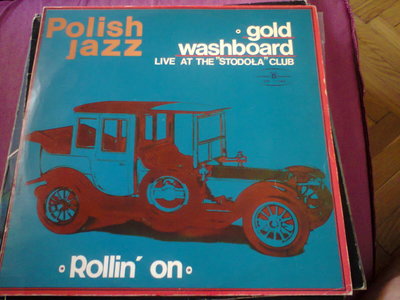 Polish
jazz
gold
washboard
LIVE AT THE "STODOLA" CLUB
Rollin' on